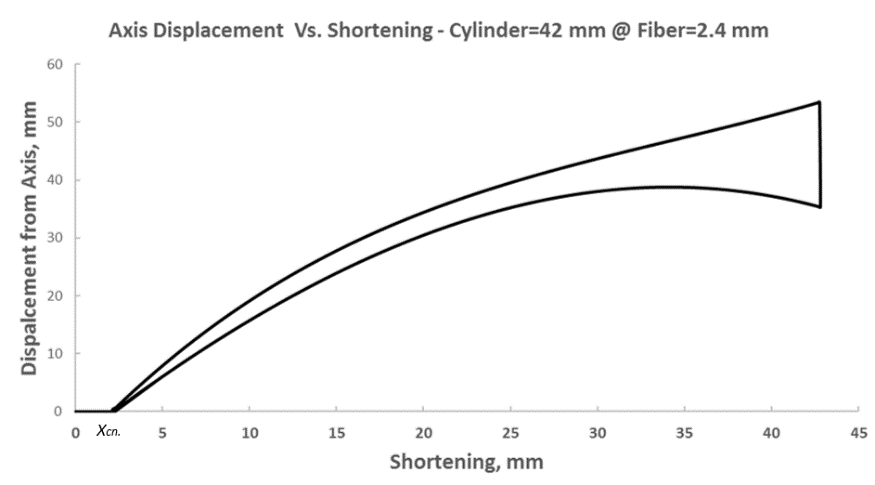 Axis Displacement Vs. Shortening - Cylinder=42 mm @ Fiber=2.4 mm
Dispalcement from Axis, mm
60
50
40
30
20
10
0
0 Xcn. 5 10 15 20 25 30 35 40 45
Shortening, mm